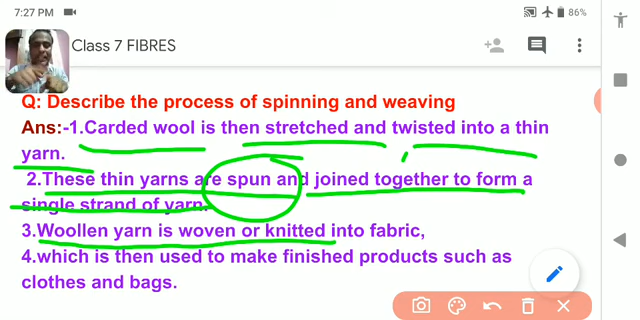 7:27 PM
86%
Class 7 FIBRES
Q: Describe the process of spinning and weaving
Ans:-1.Carded wool is then stretched and twisted into a thin
yarn.
2.These thin yarns are spun and joined together to form a
single strand of yarn.
3.Woollen yarn is woven or knitted into fabric,
4.which is then used to make finished products such as
clothes and bags.